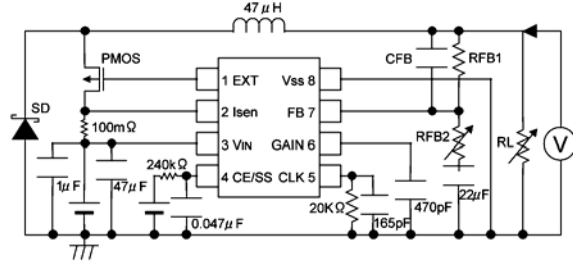 47μH
PMOS
CFB
RFB1
1 EXT
Vss 8
SD
2 Isen
FB 7
100mΩ
RFB2
RL
V
3 VIN
GAIN 6
240kΩ
1μF
47μF
4 CE/SS
CLK 5
22μF
20KΩ
470pF
0.047μF
165pF